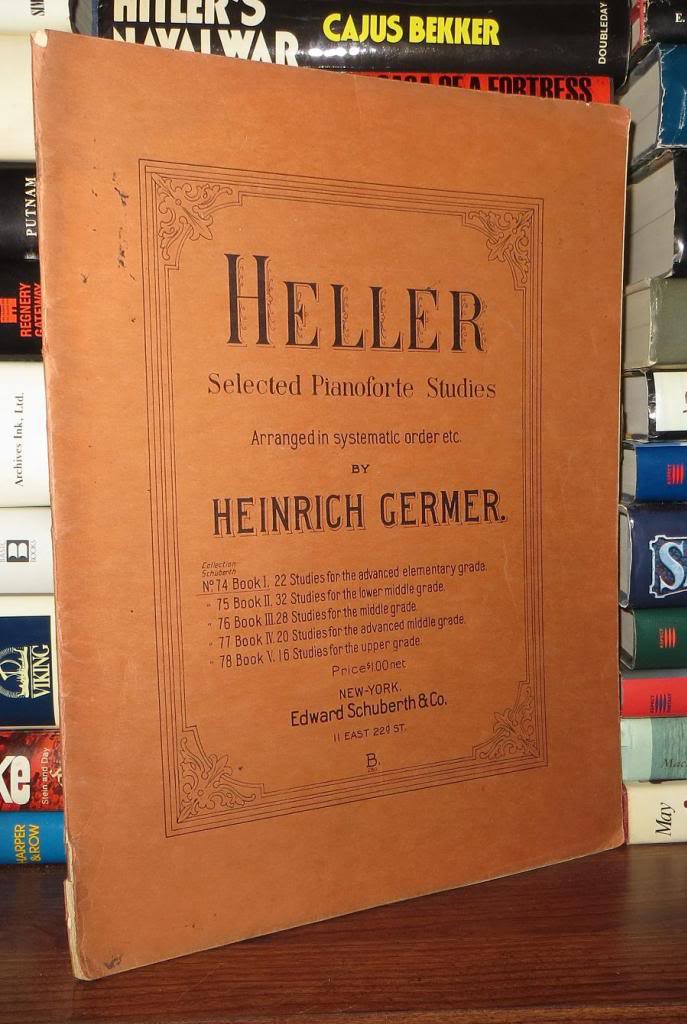 HITLER'S
NAVAL WAR
CAJUS BEKKER
DOUBLEDAY
E.
SAGA OF A FORTRESS
PUTNAM
REGNERY
GATEWAY
Archives Ink, Ltd.
BASIC
BOOKS
VIKING
Stein and Day
HARPER
& ROW
May
HELLER
Selected Pianoforte Studies
Arranged in systematic order etc.
BY
HEINRICH GERMER.
Collection
Schuberth
No 74 Book I. 22 Studies for the advanced elementary grade.
" 75 Book II. 32 Studies for the lower middle grade.
" 76 Book III. 28 Studies for the middle grade.
" 77 Book IV. 20 Studies for the advanced middle grade.
" 78 Book V. 16 Studies for the upper grade.
Price $1.00 net
NEW-YORK.
Edward Schuberth & Co.
11 EAST 22d ST.
B.